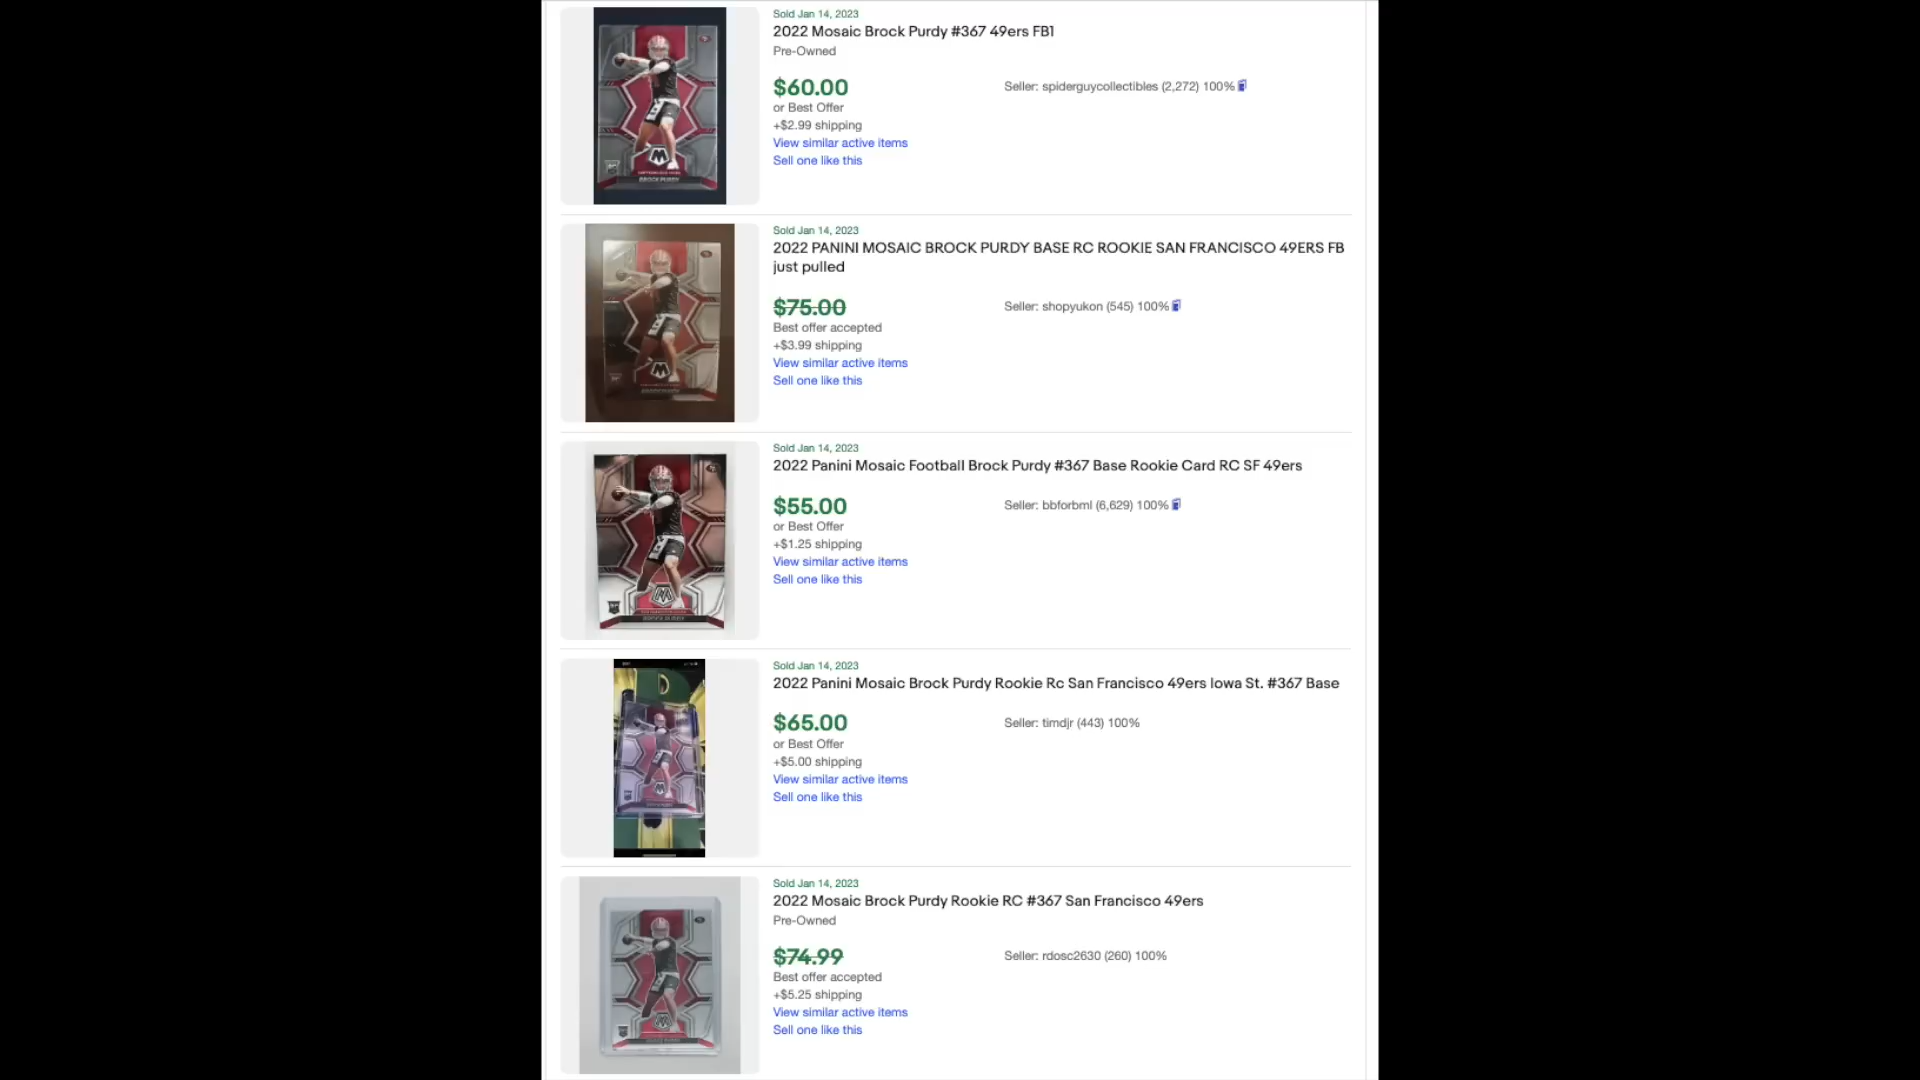 Sold Jan 14, 2023
2022 Mosaic Brock Purdy #367 49ers FB1
Pre-Owned
$60.00
Seller: spiderguycollectibles (2,272) 100%
or Best Offer
+$2.99 shipping
View similar active items
Sell one like this
Sold Jan 14, 2023
2022 PANINI MOSAIC BROCK PURDY BASE RC ROOKIE SAN FRANCISCO 49ERS FB
just pulled
$75.00
Seller: shopyukon (545) 100%
Best offer accepted
+$3.99 shipping
View similar active items
Sell one like this
Sold Jan 14, 2023
2022 Panini Mosaic Football Brock Purdy #367 Base Rookie Card RC SF 49ers
$55.00
Seller: bbforbml (6,629) 100%
or Best Offer
+$1.25 shipping
View similar active items
Sell one like this
Sold Jan 14, 2023
2022 Panini Mosaic Brock Purdy Rookie Rc San Francisco 49ers Iowa St. #367 Base
$65.00
Seller: timdjr (443) 100%
or Best Offer
+$5.00 shipping
View similar active items
Sell one like this
Sold Jan 14, 2023
2022 Mosaic Brock Purdy Rookie RC #367 San Francisco 49ers
Pre-Owned
$74.99
Seller: rdosc2630 (260) 100%
Best offer accepted
+$5.25 shipping
View similar active items
Sell one like this